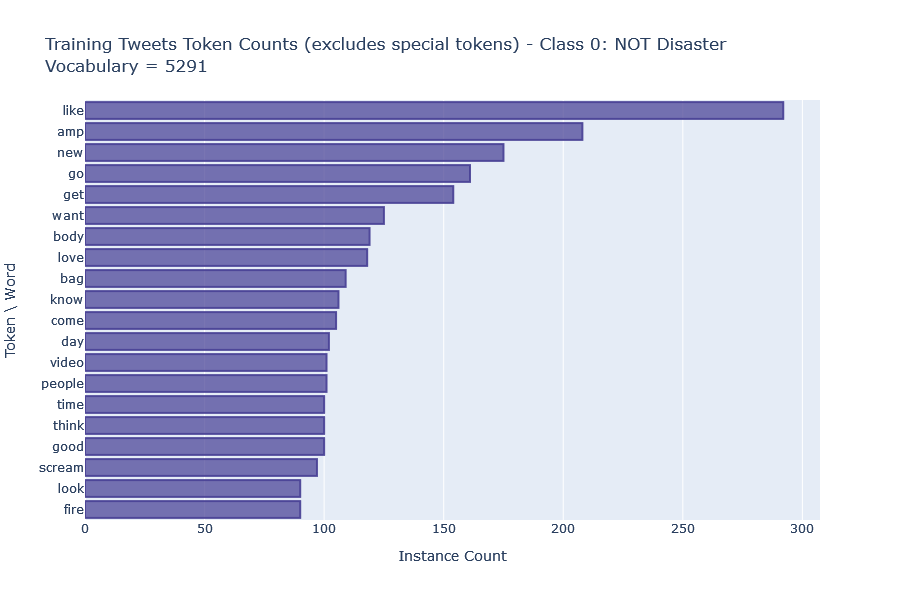 Training Tweets Token Counts (excludes special tokens) - Class 0: NOT Disaster
Vocabulary = 5291
like
amp
new
go
get
want
body
love
bag
know
come
day
video
people
time
think
good
scream
look
fire
Token \ Word
0 50 100 150 200 250 300
Instance Count